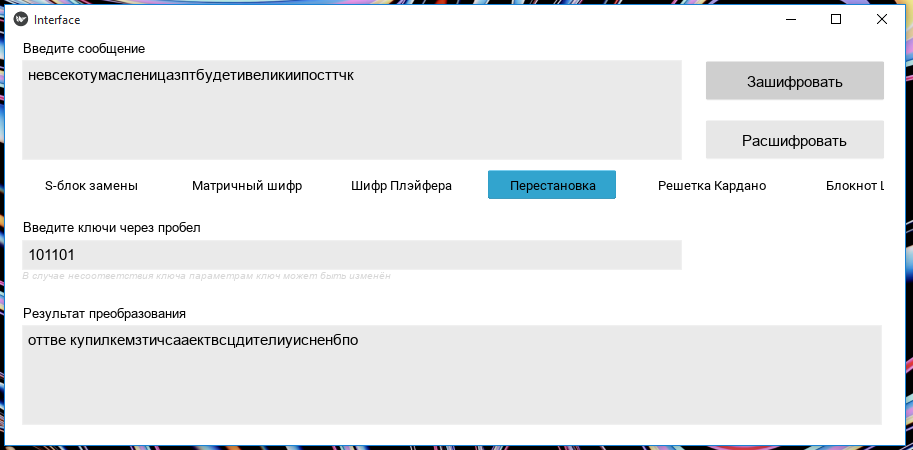 Interface
Введите сообщение
невсекотумасленицазптбудетивеликиипосттчк
Зашифровать
Расшифровать
S-блок замены Матричный шифр Шифр Плэйфера Перестановка Решетка Кардано Блокнот
Введите ключи через пробел
101101
В случае несоответствия ключа параметрам ключ может быть изменён
Результат преобразования
оттве купилкемзтичсааектвсцдителиуисненбпо